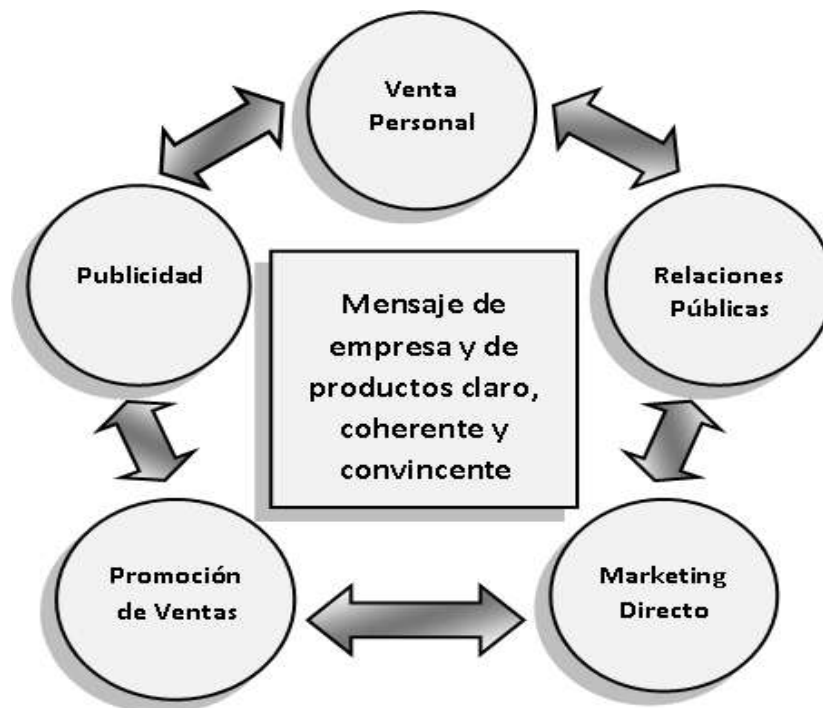 Venta
Personal
Publicidad
Relaciones
Públicas
Mensaje de
empresa y de
productos claro,
coherente y
convincente
Promoción
de Ventas
Marketing
Directo